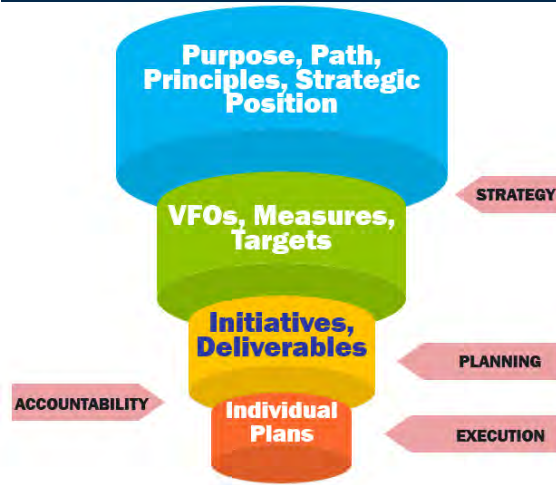 Purpose, Path,
Principles, Strategic
Position
STRATEGY
VFOs, Measures,
Targets
Initiatives,
Deliverables
PLANNING
ACCOUNTABILITY
Individual
Plans
EXECUTION